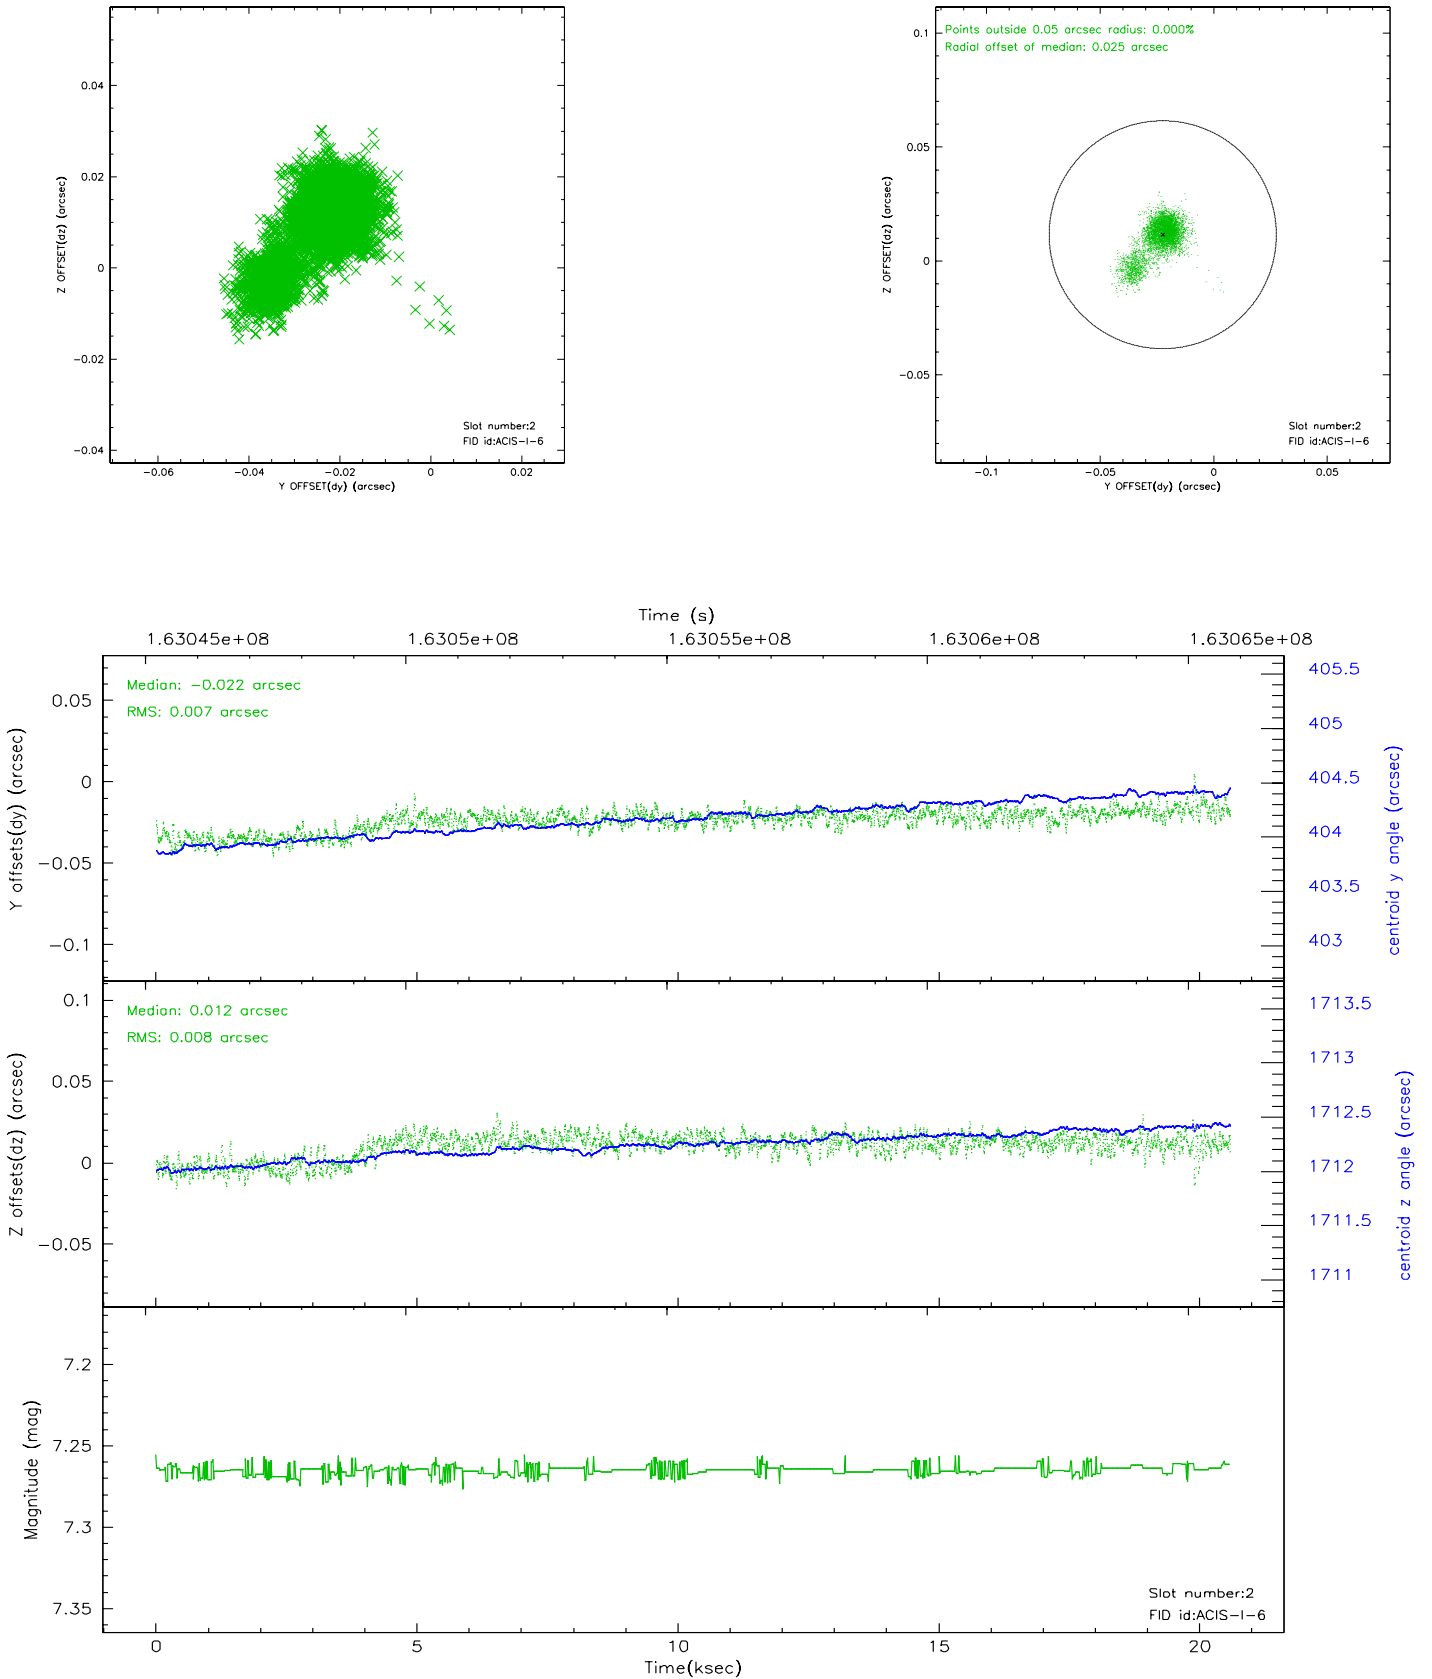 0.04
0.02
0
−0.02
−0.04
Z OFFSET(dz) (arcsec)
−0.06
−0.04
−0.02
0
0.02
Y OFFSET(dy) (arcsec)
Slot number:2
FID id:ACIS−I−6
Points outside 0.05 arcsec radius: 0.000%
Radial offset of median: 0.025 arcsec
0.1
0.05
0
−0.05
Z OFFSET(dz) (arcsec)
−0.1
−0.05
0
0.05
Y OFFSET(dy) (arcsec)
Slot number:2
FID id:ACIS−I−6
Time (s)
1.63045e+08
1.6305e+08
1.63055e+08
1.6306e+08
1.63065e+08
Median: −0.022 arcsec
RMS: 0.007 arcsec
0.05
0
−0.05
−0.1
Y offsets(dy) (arcsec)
405.5
405
404.5
404
403.5
403
centroid y angle (arcsec)
Median: 0.012 arcsec
RMS: 0.008 arcsec
0.1
0.05
0
−0.05
Z offsets(dz) (arcsec)
1713.5
1713
1712.5
1712
1711.5
1711
centroid z angle (arcsec)
7.2
7.25
7.3
7.35
Magnitude (mag)
Slot number:2
FID id:ACIS−I−6
0
5
10
15
20
Time(ksec)